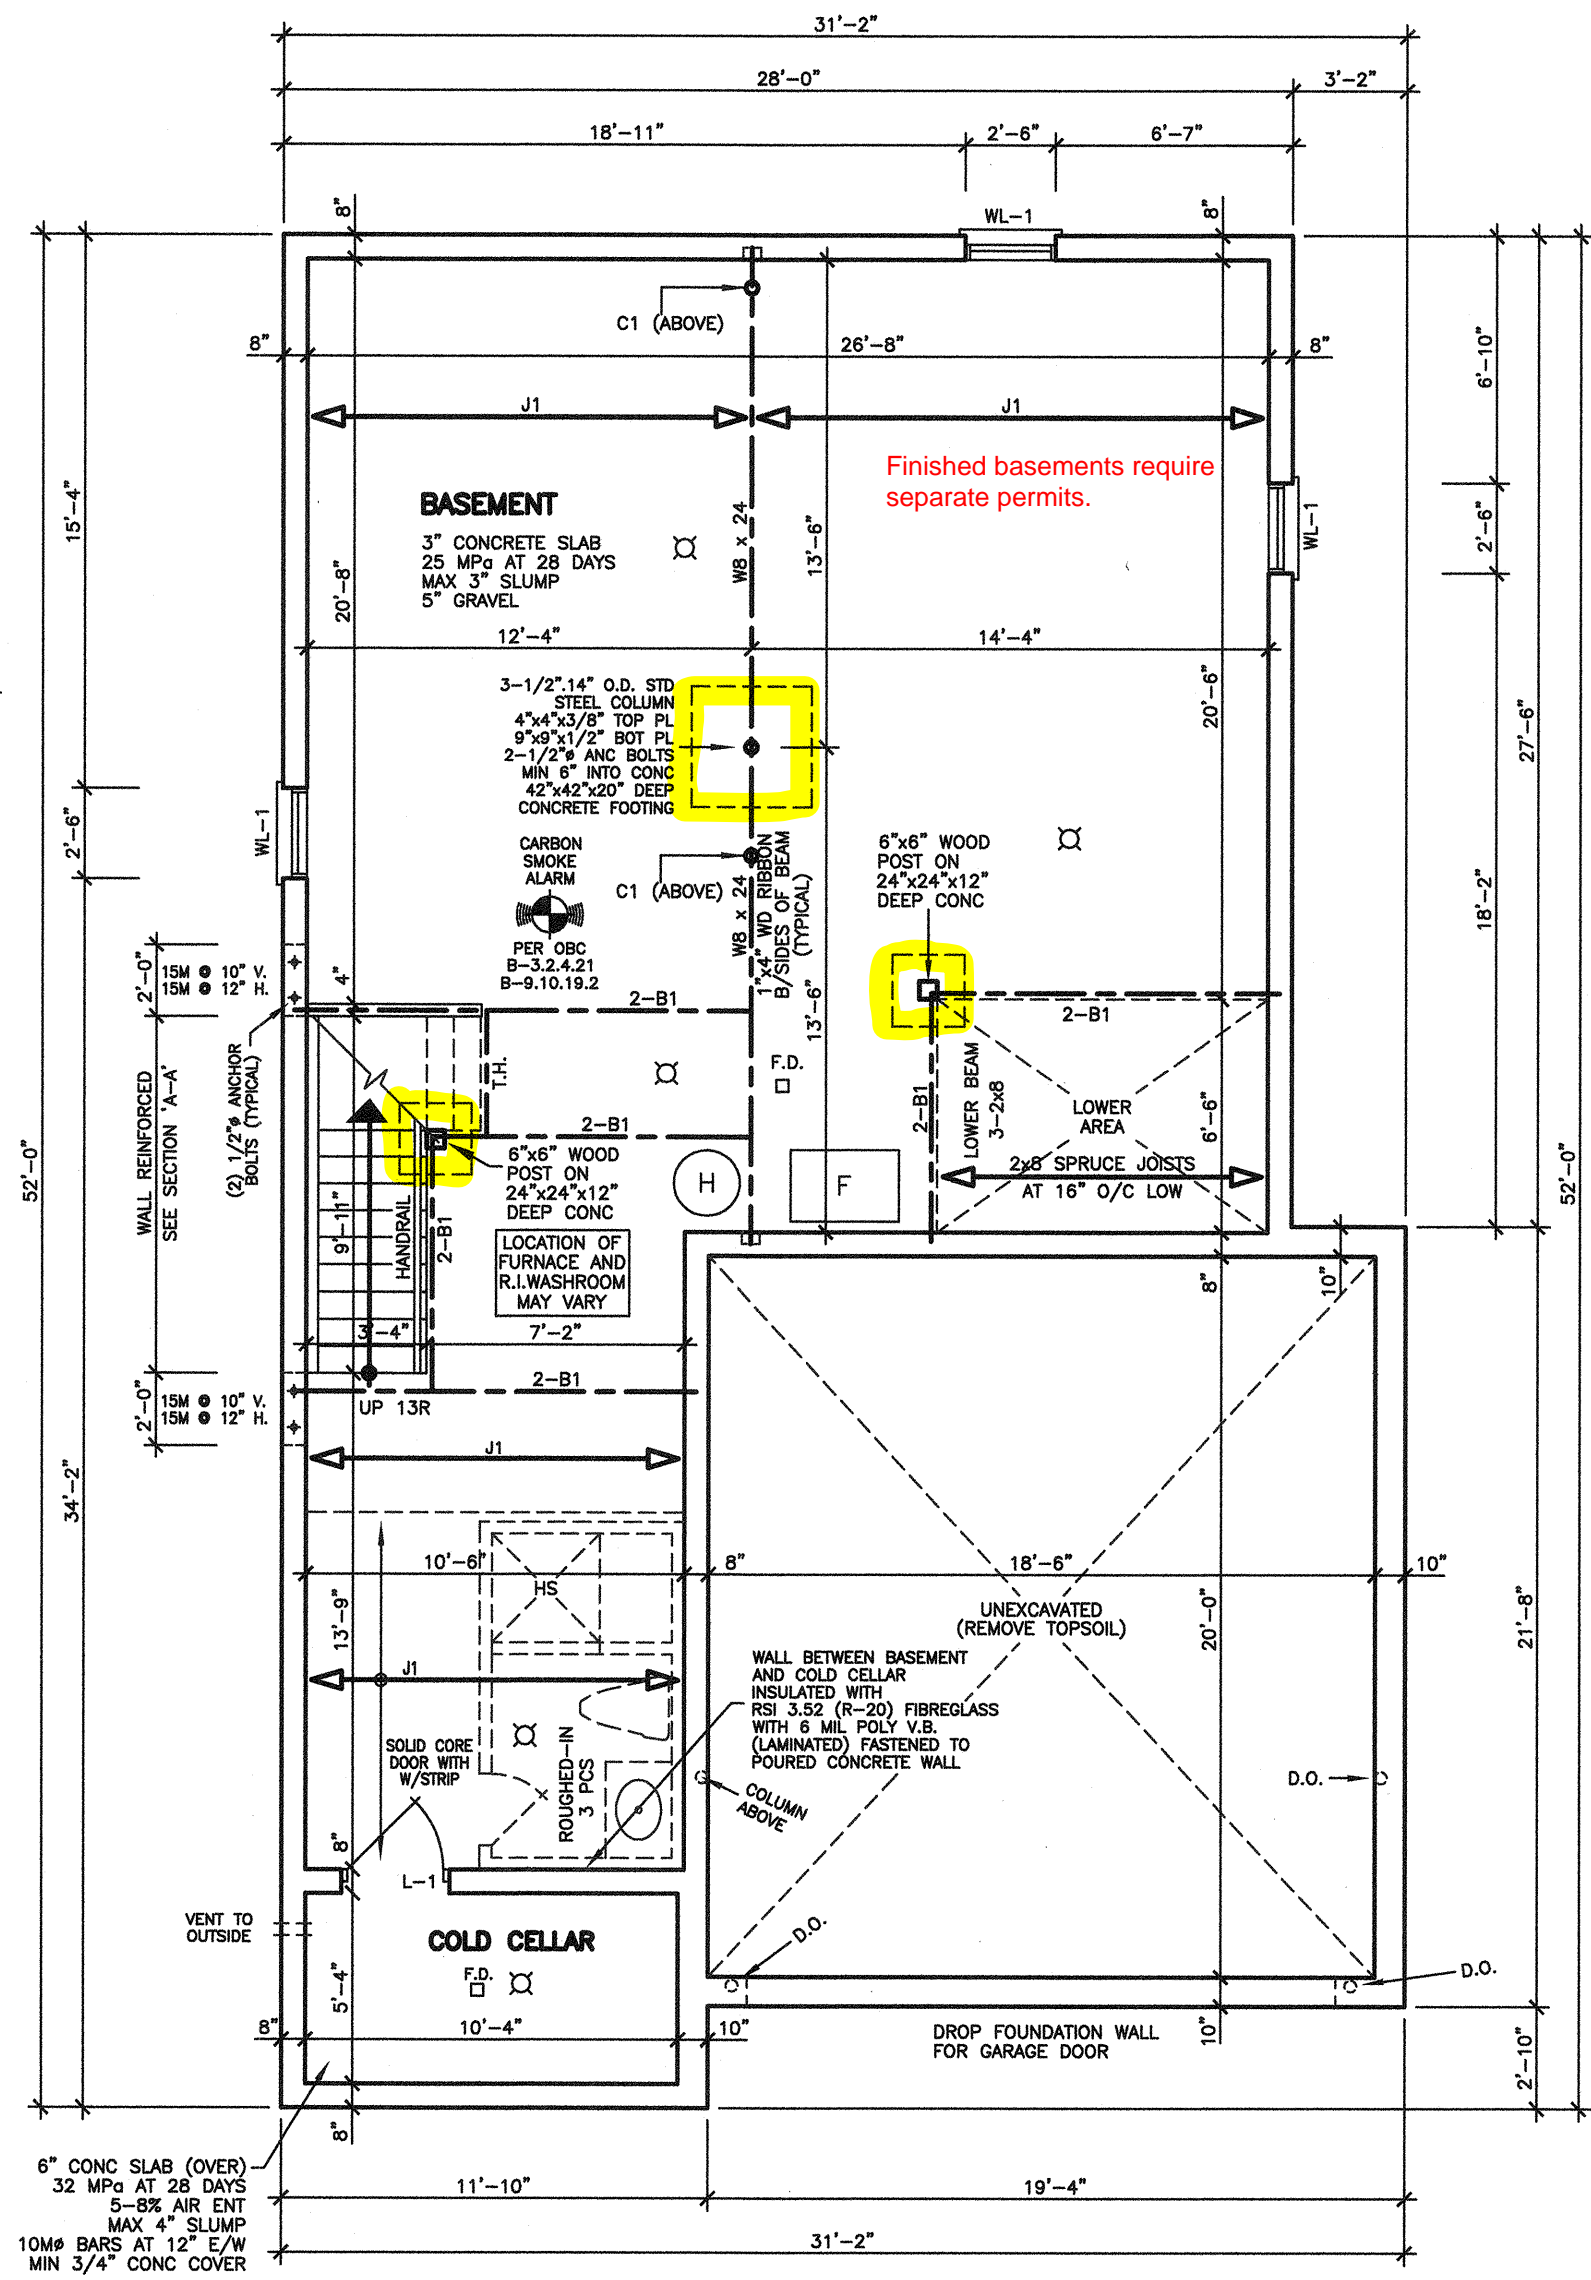 31'-2"
28'-0"
3'-2"
18'-11"
2'-6"
6'-7"
WL-1
8"
8"
C1 (ABOVE)
8"
26'-8"
8"
6'-10"
J1
J1
Finished basements require
separate permits.
BASEMENT
3" CONCRETE SLAB
25 MPa AT 28 DAYS
MAX 3" SLUMP
5" GRAVEL
15'-4"
20'-8"
W8 x 24
13'-6"
WL-1
2'-6"
12'-4"
14'-4"
3-1/2".14" O.D. STD
STEEL COLUMN
4"x4"x3/8" TOP PL
9"x9"x1/2" BOT PL
2-1/2"ø ANC BOLTS
MIN 6" INTO CONC
42"x42"x20" DEEP
CONCRETE FOOTING
20'-6"
27'-6"
2'-6"
WL-1
CARBON
SMOKE
ALARM
PER OBC
B-3.2.4.21
B-9.10.19.2
C1 (ABOVE)
W8 x 24
1"x4" WD RIBBON
B/SIDES OF BEAM
(TYPICAL)
6"x6" WOOD
POST ON
24"x24"x12"
DEEP CONC
18'-2"
2'-0"
15M @ 10" V.
15M @ 12" H.
4"
2-B1
13'-6"
2-B1
WALL REINFORCED
SEE SECTION 'A-A'
(2) 1/2"ø ANCHOR
BOLTS (TYPICAL)
T.H.
F.D.
2-B1
LOWER BEAM
3-2x8
LOWER
AREA
6'-6"
2-B1
6"x6" WOOD
POST ON
24"x24"x12"
DEEP CONC
H
F
2x8 SPRUCE JOISTS
AT 16" O/C LOW
52'-0"
52'-0"
9'-11"
HANDRAIL
2-B1
LOCATION OF
FURNACE AND
R.I.WASHROOM
MAY VARY
8"
10"
3'-4"
7'-2"
2-B1
2'-0"
15M @ 10" V.
15M @ 12" H.
UP 13R
J1
34'-2"
10'-6"
HS
8"
18'-6"
10"
13'-9"
UNEXCAVATED
(REMOVE TOPSOIL)
20'-0"
21'-8"
J1
WALL BETWEEN BASEMENT
AND COLD CELLAR
INSULATED WITH
RSI 3.52 (R-20) FIBREGLASS
WITH 6 MIL POLY V.B.
(LAMINATED) FASTENED TO
POURED CONCRETE WALL
SOLID CORE
DOOR WITH
W/STRIP
ROUGHED-IN
3 PCS
COLUMN
ABOVE
D.O.
8"
L-1
VENT TO
OUTSIDE
COLD CELLAR
F.D.
D.O.
D.O.
5'-4"
8"
10'-4"
10"
DROP FOUNDATION WALL
FOR GARAGE DOOR
10"
2'-10"
8"
6" CONC SLAB (OVER)
32 MPa AT 28 DAYS
5-8% AIR ENT
MAX 4" SLUMP
10Mø BARS AT 12" E/W
MIN 3/4" CONC COVER
11'-10"
19'-4"
31'-2"